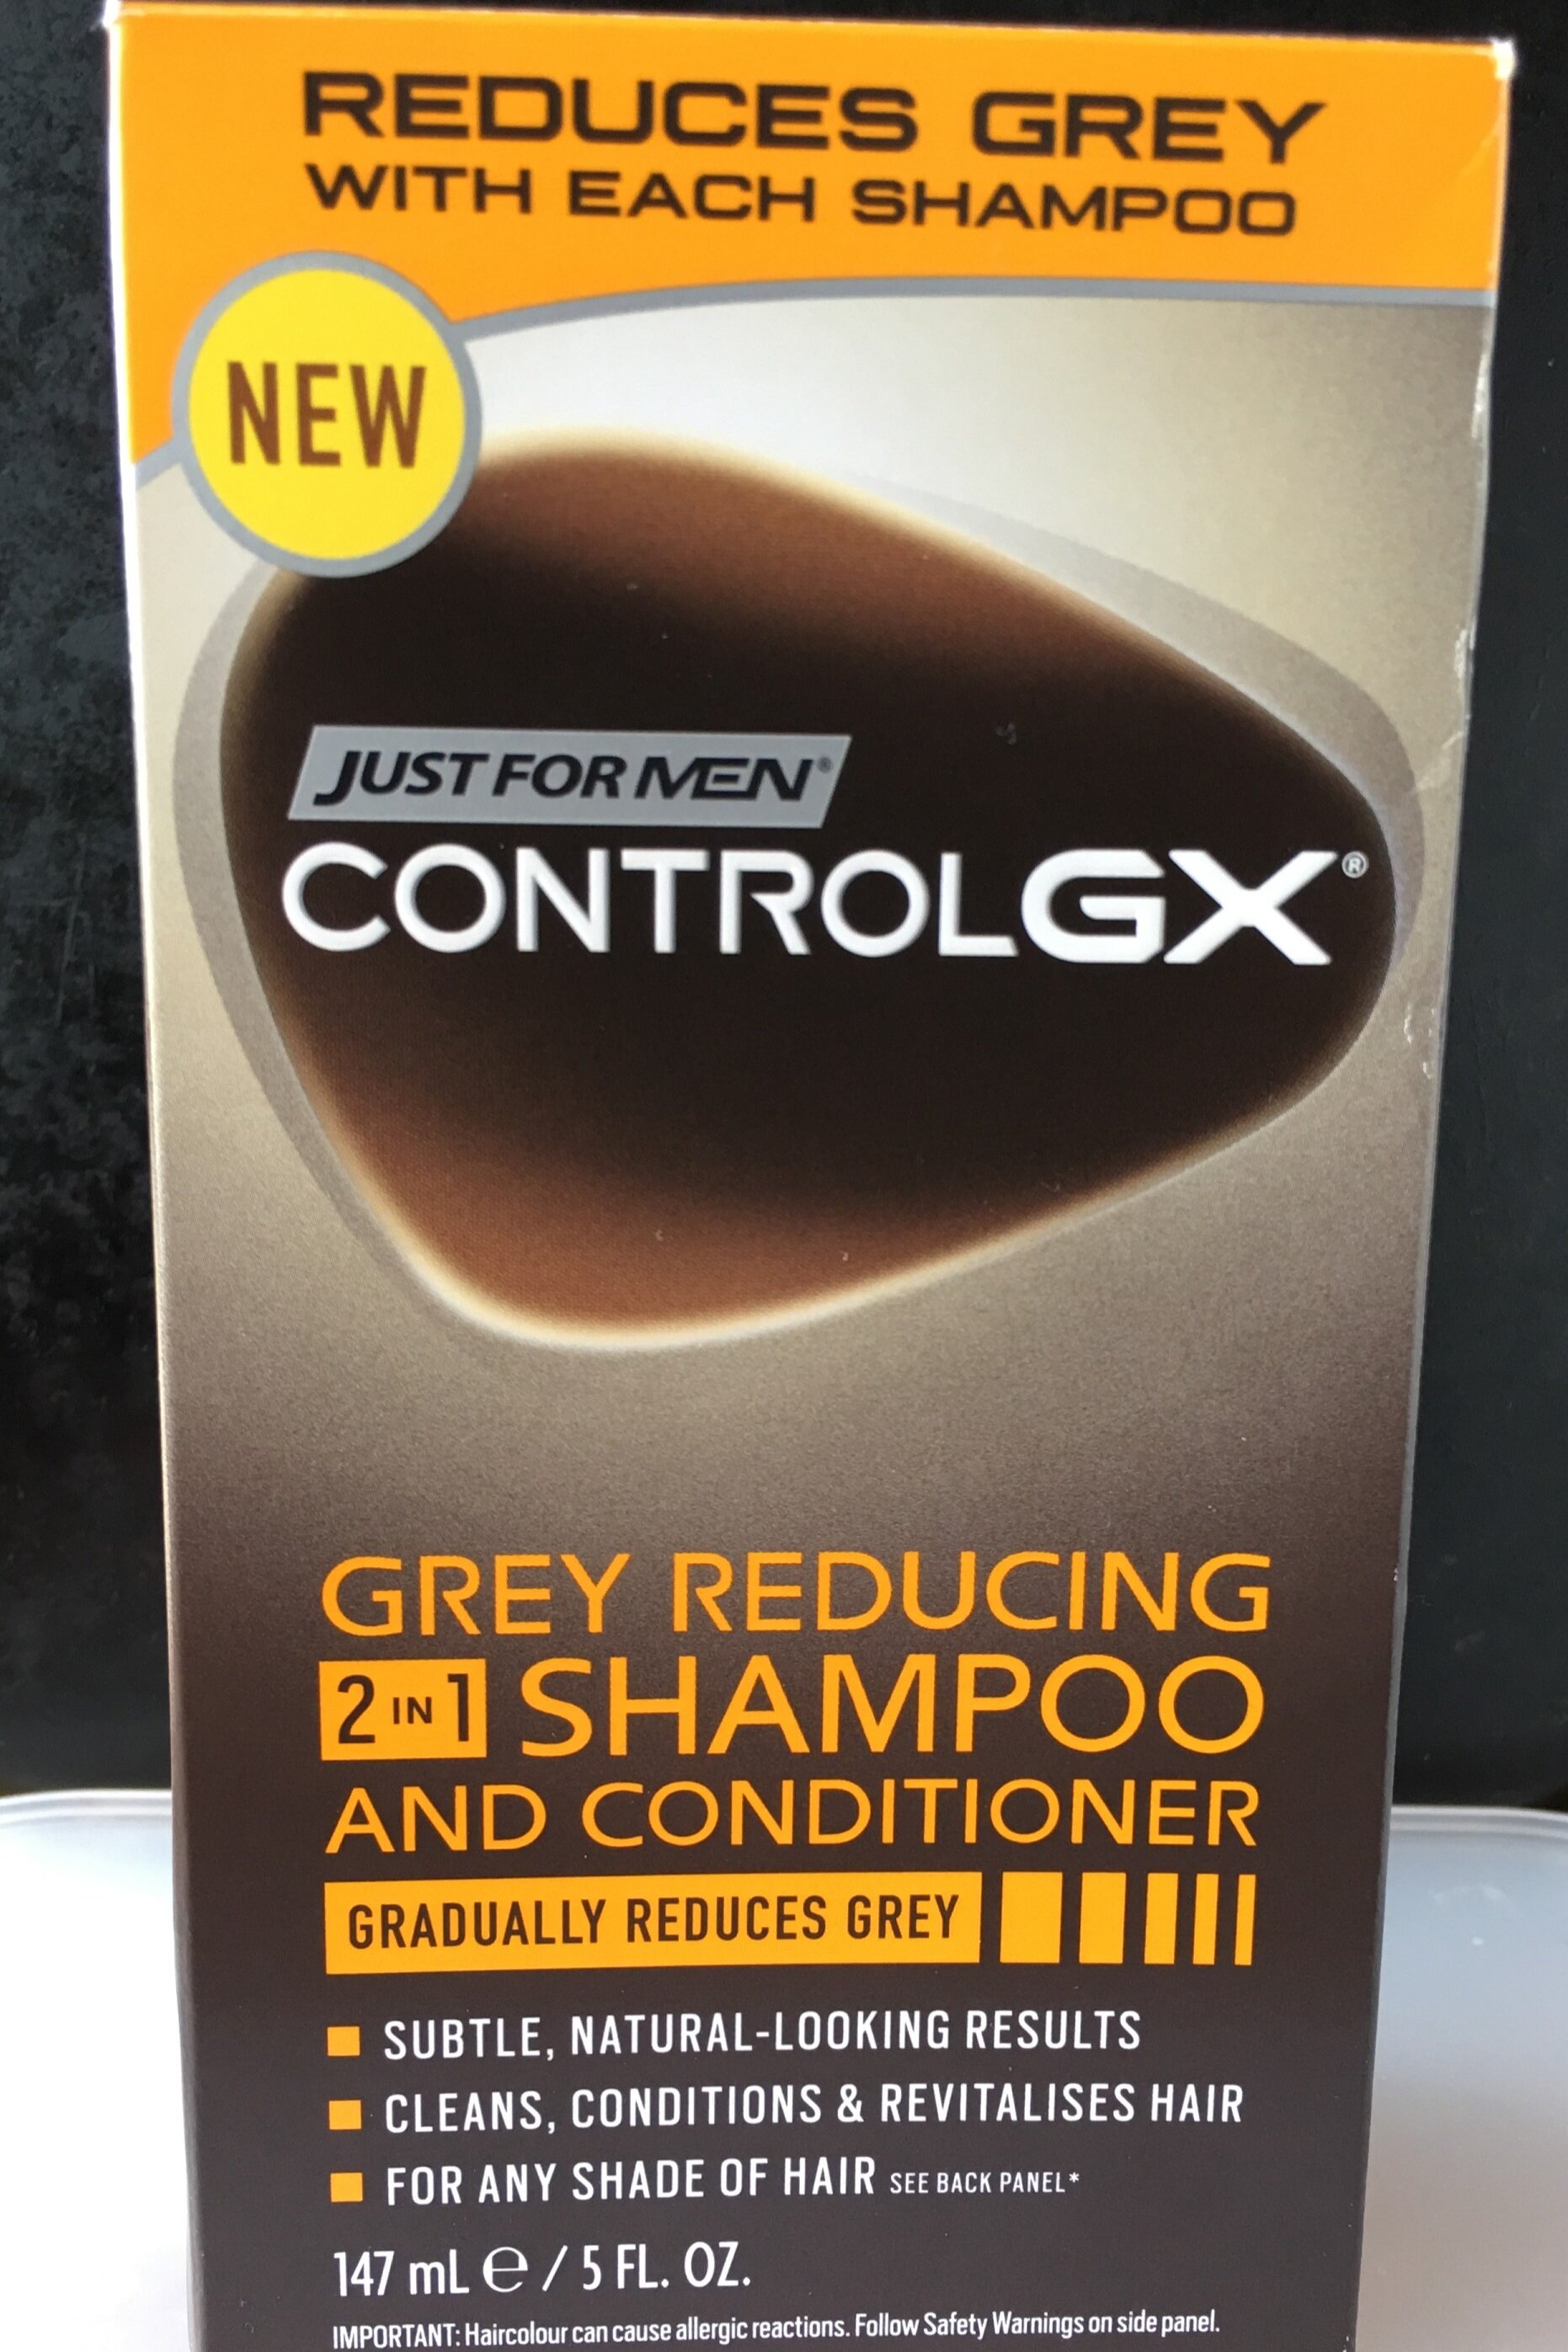 REDUCES GREY
WITH EACH SHAMPOO
NEW
JUST FOR MEN®
CONTROLGX®
GREY REDUCING
2 IN 1 SHAMPOO
AND CONDITIONER
GRADUALLY REDUCES GREY
SUBTLE, NATURAL-LOOKING RESULTS
CLEANS, CONDITIONS & REVITALISES HAIR
FOR ANY SHADE OF HAIR SEE BACK PANEL*
147 mL ℮ / 5 FL. OZ.
IMPORTANT: Haircolour can cause allergic reactions. Follow Safety Warnings on side panel.